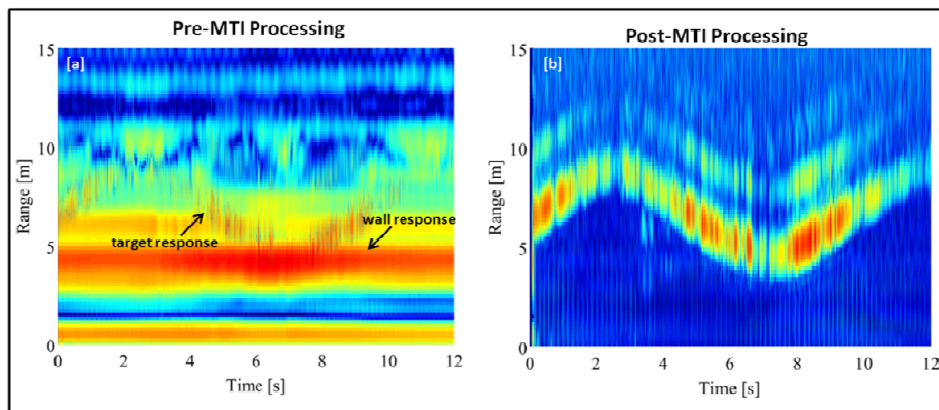 Pre-MTI Processing
[a]
15
10
5
0
Range [m]
target response
wall response
0 2 4 6 8 10 12
Time [s]
Post-MTI Processing
[b]
15
10
5
0
Range [m]
0 2 4 6 8 10 12
Time [s]